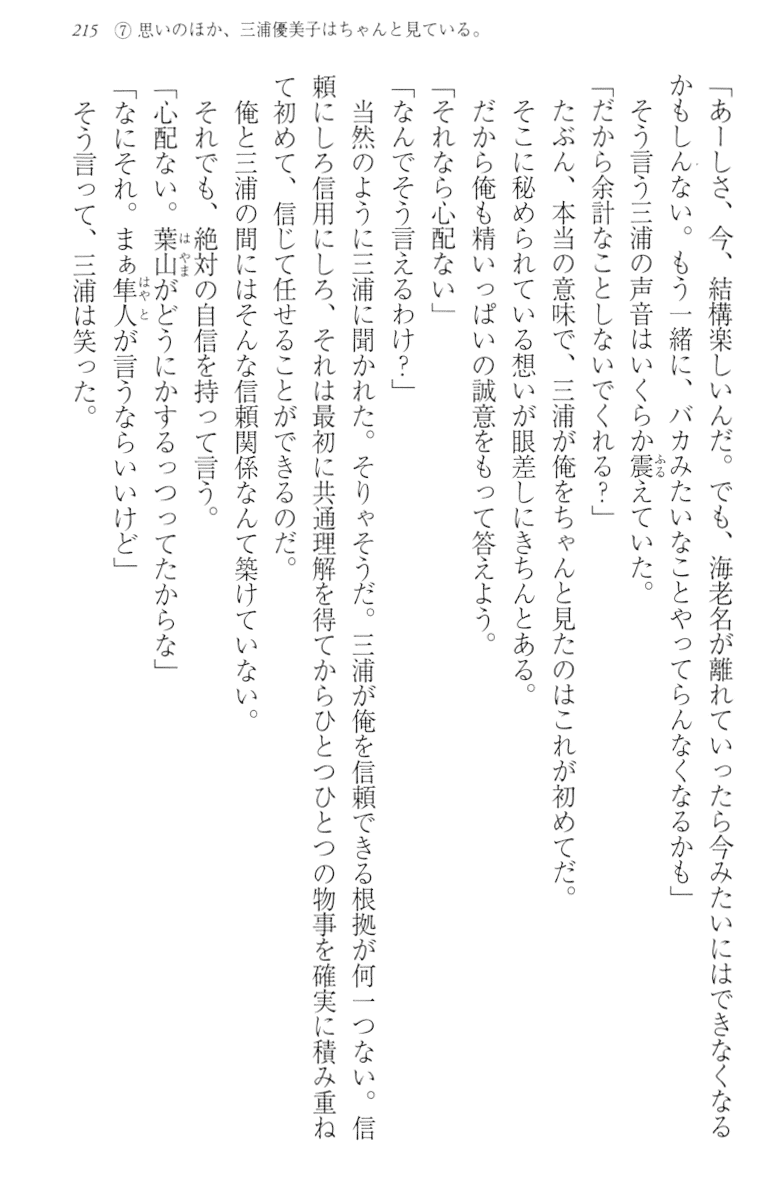 215 ⑦ 思いのほか、三浦優美子はちゃんと見ている。
「あーしさ、今、結構楽しいんだ。でも、海老名が離れていったら今みたいにはできなくなる
かもしんない。もう一緒に、バカみたいなことやってらんなくなるかも」
そう言う三浦の声音はいくらか震えていた。
「だから余計なことしないでくれる？」
たぶん、本当の意味で、三浦が俺をちゃんと見たのはこれが初めてだ。
そこに秘められている想いが眼差しにきちんとある。
だから俺も精いっぱいの誠意をもって答えよう。
「それなら心配ない」
「なんでそう言えるわけ？」
当然のように三浦に聞かれた。そりゃそうだ。三浦が俺を信頼できる根拠が何一つない。信
頼にしろ信用にしろ、それは最初に共通理解を得てからひとつひとつの物事を確実に積み重ね
て初めて、信じて任せることができるのだ。
俺と三浦の間にはそんな信頼関係なんて築けていない。
それでも、絶対の自信を持って言う。
「心配ない。葉山がどうにかするっつってたからな」
「なにそれ。まぁ隼人が言うならいいけど」
そう言って、三浦は笑った。